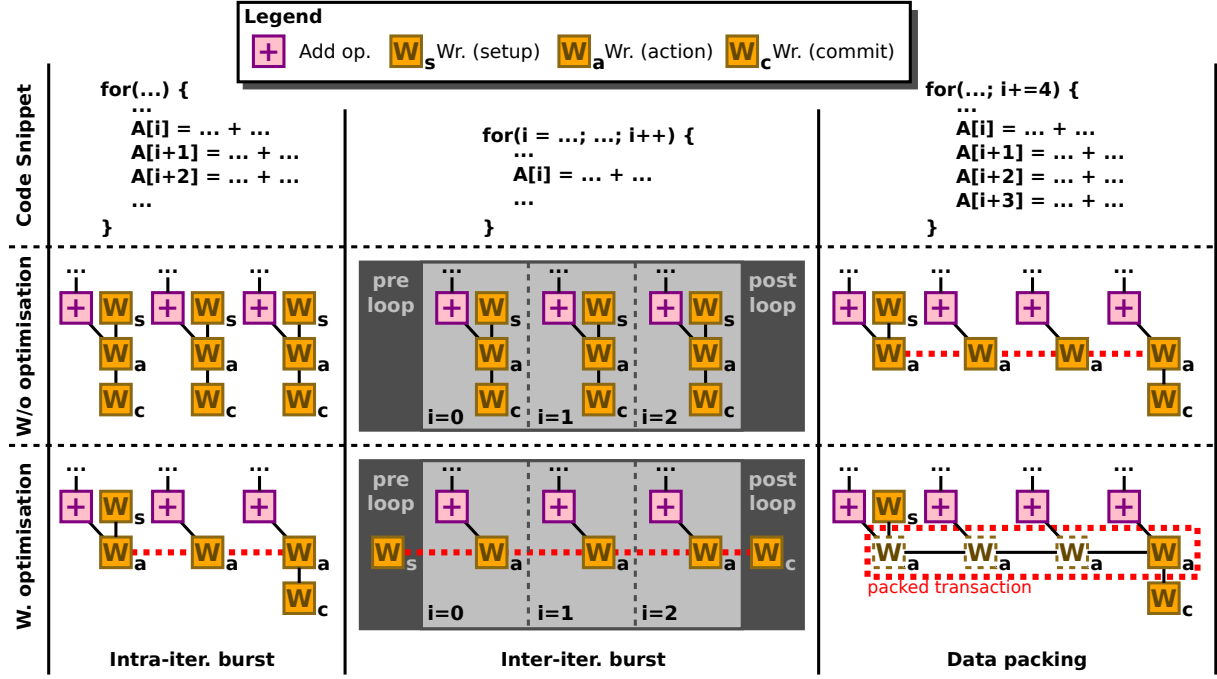 Legend
+ Add op. W s Wr. (setup) W a Wr. (action) W c Wr. (commit)
Code Snippet
for(...) {
...
A[i] = ... + ...
A[i+1] = ... + ...
A[i+2] = ... + ...
...
}
for(i = ...; ...; i++) {
...
A[i] = ... + ...
...
}
for(...; i+=4) {
...
A[i] = ... + ...
A[i+1] = ... + ...
A[i+2] = ... + ...
A[i+3] = ... + ...
}
W/o optimisation
... ... ...
+ W s + W s + W s
W a W a W a
W c W c W c
pre loop
... ... ...
+ W s + W s + W s
W a W a W a
W c W c W c
i=0 i=1 i=2
post loop
... ... ... ...
+ W s + + +
W a W a W a W a
W c
W. optimisation
... ... ...
+ W s + +
W a W a W a
W c
pre loop
... ... ...
+ + +
W s W a W a W a W c
i=0 i=1 i=2
post loop
... ... ... ...
+ W s + + +
W a W a W a W a
packed transaction
W c
Intra-iter. burst
Inter-iter. burst
Data packing